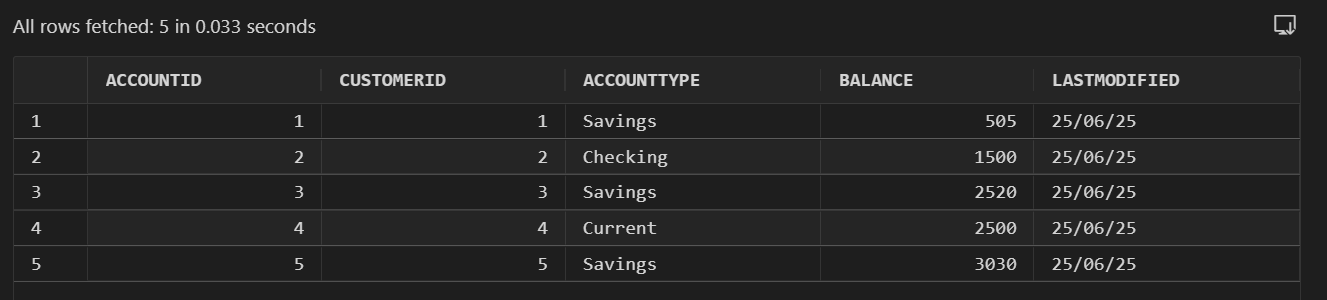 All rows fetched: 5 in 0.033 seconds
ACCOUNTID CUSTOMERID ACCOUNTTYPE BALANCE LASTMODIFIED
1 1 1 Savings 505 25/06/25
2 2 2 Checking 1500 25/06/25
3 3 3 Savings 2520 25/06/25
4 4 4 Current 2500 25/06/25
5 5 5 Savings 3030 25/06/25